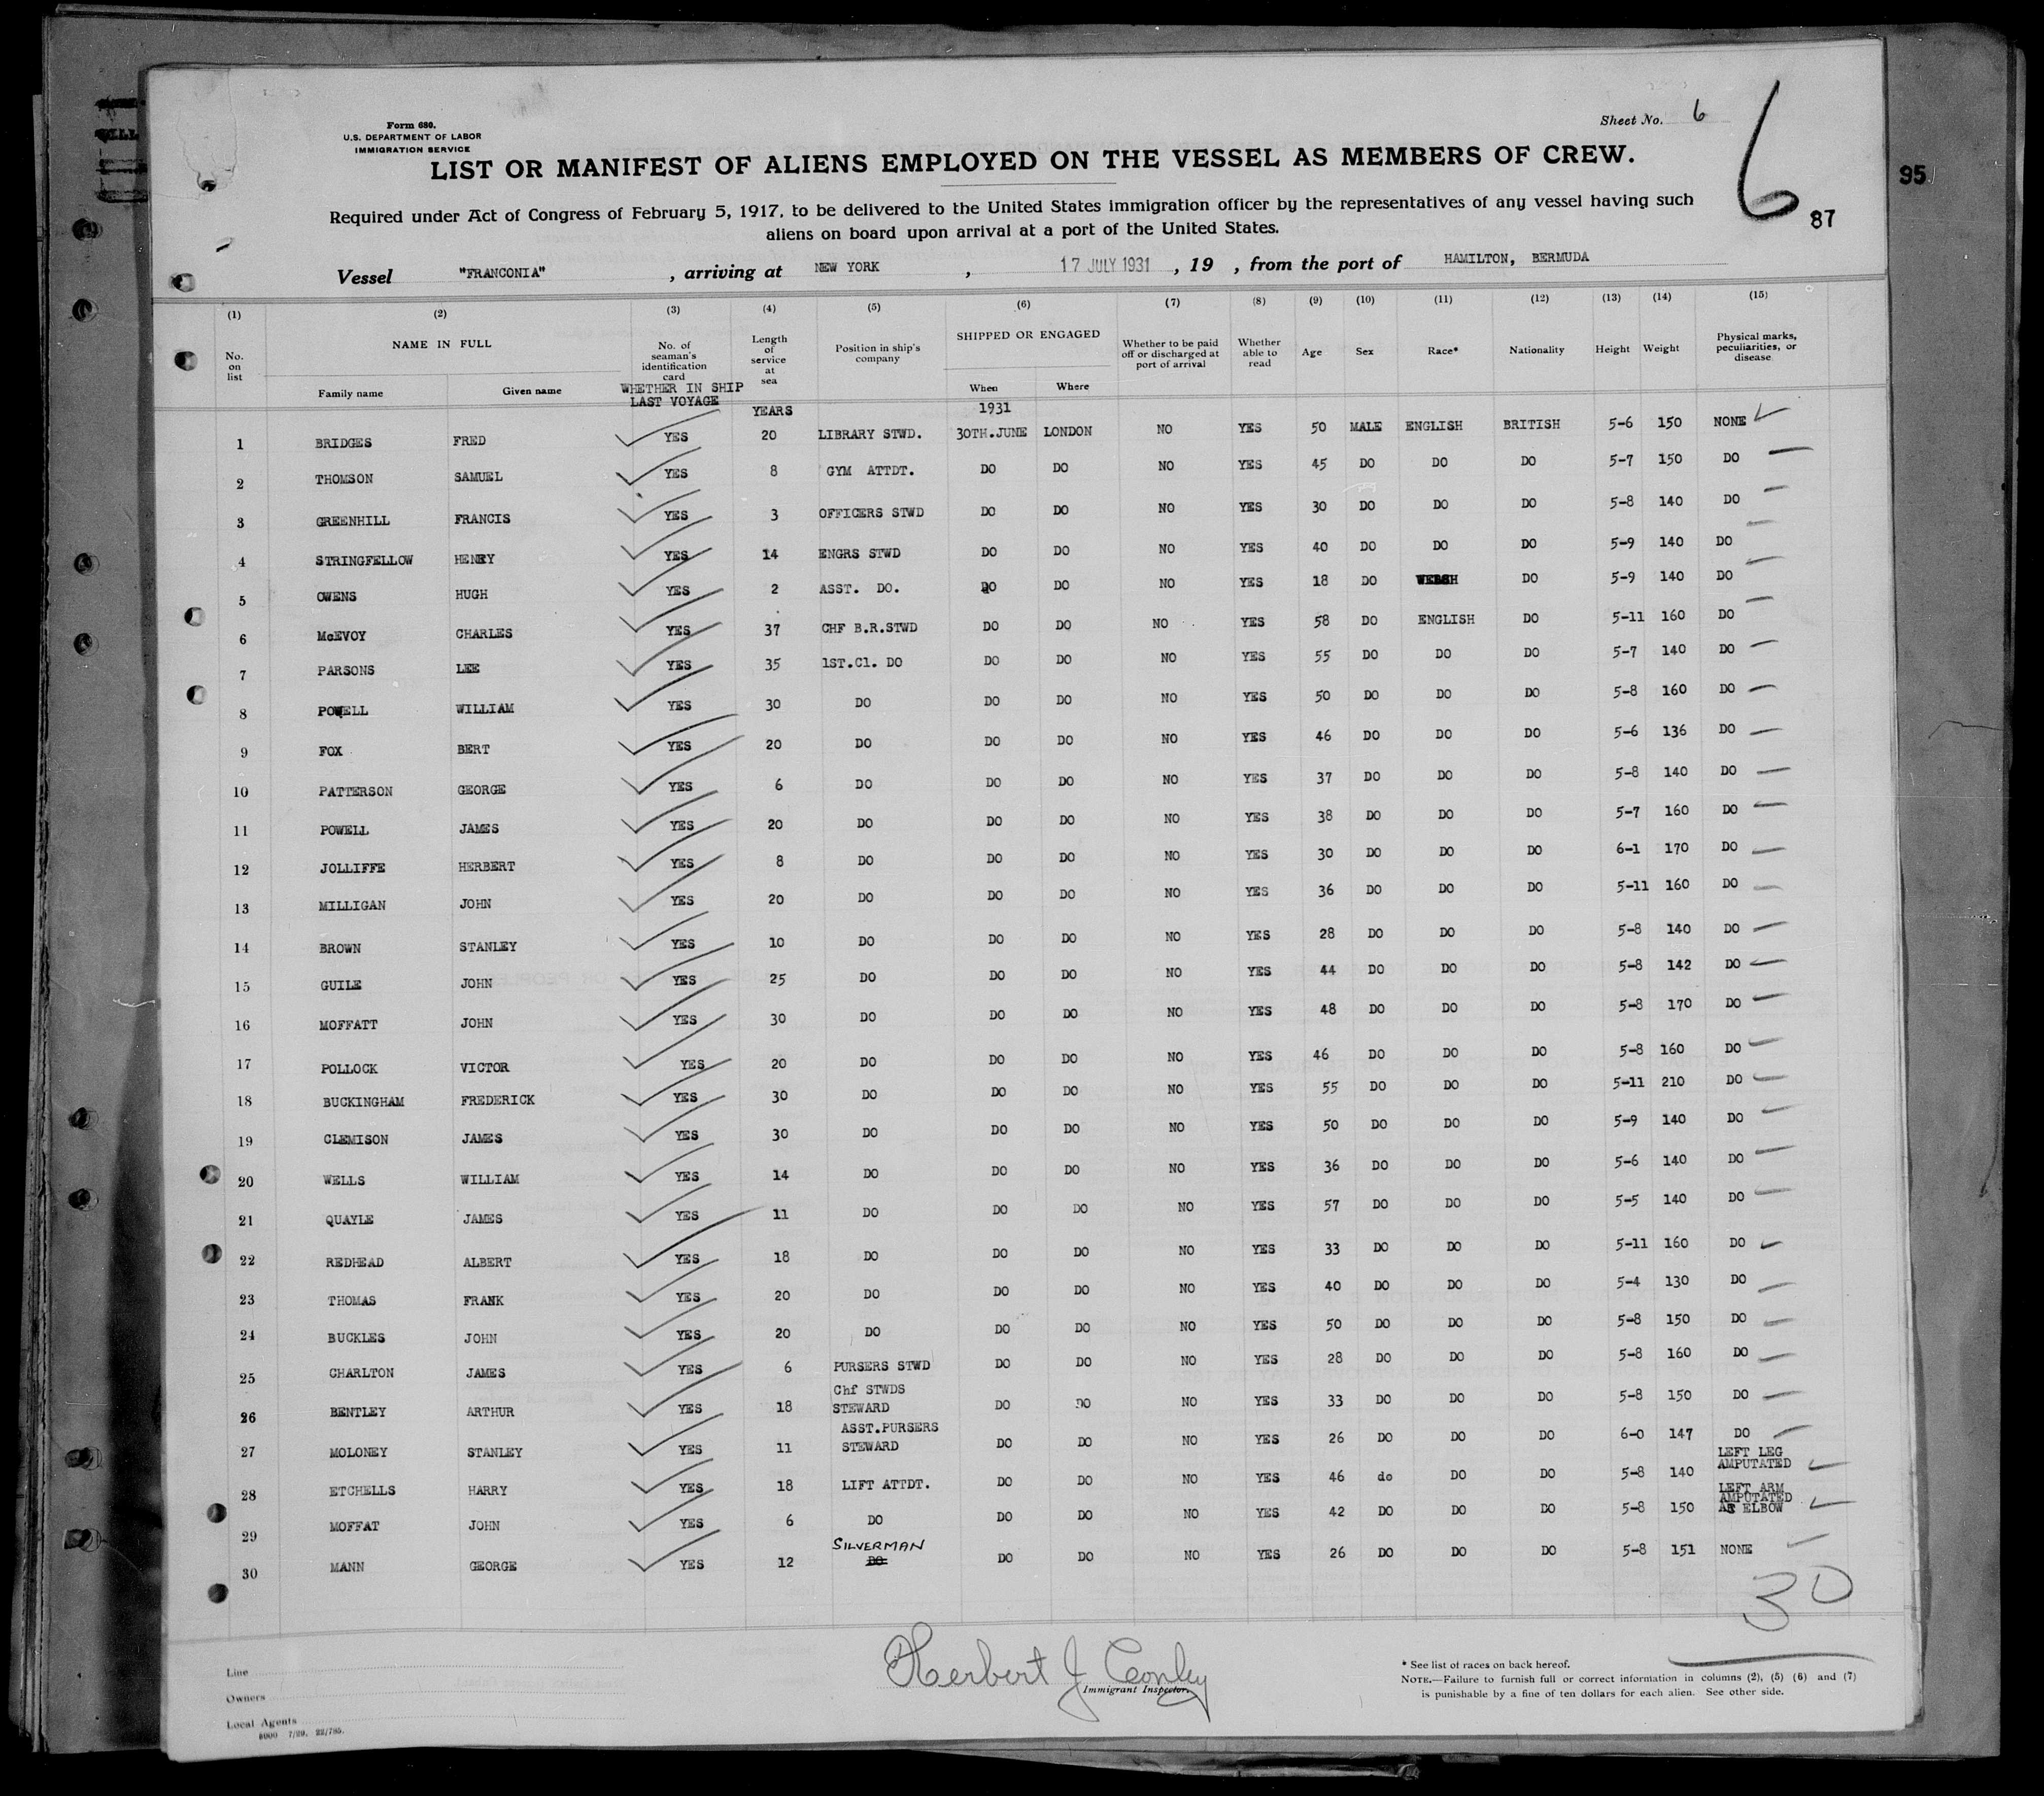 Form 680.
U.S. DEPARTMENT OF LABOR
IMMIGRATION SERVICE
Sheet No. 6
6
95
87
LIST OR MANIFEST OF ALIENS EMPLOYED ON THE VESSEL AS MEMBERS OF CREW.
Required under Act of Congress of February 5, 1917, to be delivered to the United States immigration officer by the representatives of any vessel having such
aliens on board upon arrival at a port of the United States.
Vessel "FRANCONIA" , arriving at NEW YORK , 17 JULY 1931 , 19 , from the port of HAMILTON, BERMUDA
(1) (2) (3) (4) (5) (6) (7) (8) (9) (10) (11) (12) (13) (14) (15)
No. on list NAME IN FULL Family name Given name No. of seaman's identification card WHETHER IN SHIP LAST VOYAGE Length of service at sea Position in ship's company SHIPPED OR ENGAGED When Where Whether to be paid off or discharged at port of arrival Whether able to read Age Sex Race* Nationality Height Weight Physical marks, peculiarities, or disease
YEARS 1931
1 BRIDGES FRED YES 20 LIBRARY STWD. 30TH.JUNE LONDON NO YES 50 MALE ENGLISH BRITISH 5-6 150 NONE
2 THOMSON SAMUEL YES 8 GYM ATTDT. DO DO NO YES 45 DO DO DO 5-7 150 DO
3 GREENHILL FRANCIS YES 3 OFFICERS STWD DO DO NO YES 30 DO DO DO 5-8 140 DO
4 STRINGFELLOW HENRY YES 14 ENGRS STWD DO DO NO YES 40 DO DO DO 5-9 140 DO
5 OWENS HUGH YES 2 ASST. DO. DO DO NO YES 18 DO WELSH DO 5-9 140 DO
6 McEVOY CHARLES YES 37 CHF B.R.STWD DO DO NO YES 58 DO ENGLISH DO 5-11 160 DO
7 PARSONS LEE YES 35 1ST.Cl. DO DO DO NO YES 55 DO DO DO 5-7 140 DO
8 POWELL WILLIAM YES 30 DO DO DO NO YES 50 DO DO DO 5-8 160 DO
9 FOX BERT YES 20 DO DO DO NO YES 46 DO DO DO 5-6 136 DO
10 PATTERSON GEORGE YES 6 DO DO DO NO YES 37 DO DO DO 5-8 140 DO
11 POWELL JAMES YES 20 DO DO DO NO YES 38 DO DO DO 5-7 160 DO
12 JOLLIFFE HERBERT YES 8 DO DO DO NO YES 30 DO DO DO 6-1 170 DO
13 MILLIGAN JOHN YES 20 DO DO DO NO YES 36 DO DO DO 5-11 160 DO
14 BROWN STANLEY YES 10 DO DO DO NO YES 28 DO DO DO 5-8 140 DO
15 GUILE JOHN YES 25 DO DO DO NO YES 44 DO DO DO 5-8 142 DO
16 MOFFATT JOHN YES 30 DO DO DO NO YES 48 DO DO DO 5-8 170 DO
17 POLLOCK VICTOR YES 20 DO DO DO NO YES 46 DO DO DO 5-8 160 DO
18 BUCKINGHAM FREDERICK YES 30 DO DO DO NO YES 55 DO DO DO 5-11 210 DO
19 CLEMISON JAMES YES 30 DO DO DO NO YES 50 DO DO DO 5-9 140 DO
20 WELLS WILLIAM YES 14 DO DO DO NO YES 36 DO DO DO 5-6 140 DO
21 QUAYLE JAMES YES 11 DO DO DO NO YES 57 DO DO DO 5-5 140 DO
22 REDHEAD ALBERT YES 18 DO DO DO NO YES 33 DO DO DO 5-11 160 DO
23 THOMAS FRANK YES 20 DO DO DO NO YES 40 DO DO DO 5-4 130 DO
24 BUCKLES JOHN YES 20 DO DO DO NO YES 50 DO DO DO 5-8 150 DO
25 CHARLTON JAMES YES 6 PURSERS STWD DO DO NO YES 28 DO DO DO 5-8 160 DO
26 BENTLEY ARTHUR YES 18 Chf STWDS STEWARD DO DO NO YES 33 DO DO DO 5-8 150 DO
27 MOLONEY STANLEY YES 11 ASST.PURSERS STEWARD DO DO NO YES 26 DO DO DO 6-0 147 DO
28 ETCHELLS HARRY YES 18 LIFT ATTDT. DO DO NO YES 46 do DO DO 5-8 140 LEFT LEG AMPUTATED
29 MOFFAT JOHN YES 6 DO DO DO NO YES 42 DO DO DO 5-8 150 LEFT ARM AMPUTATED AT ELBOW
30 MANN GEORGE YES 12 SILVERMAN DO DO DO NO YES 26 DO DO DO 5-8 151 NONE
30
Herbert J Conley
Immigrant Inspector.
Line
Owners
Local Agents
8000 7/29. 22/785.
* See list of races on back hereof.
NOTE.—Failure to furnish full or correct information in columns (2), (5) (6) and (7)
is punishable by a fine of ten dollars for each alien. See other side.